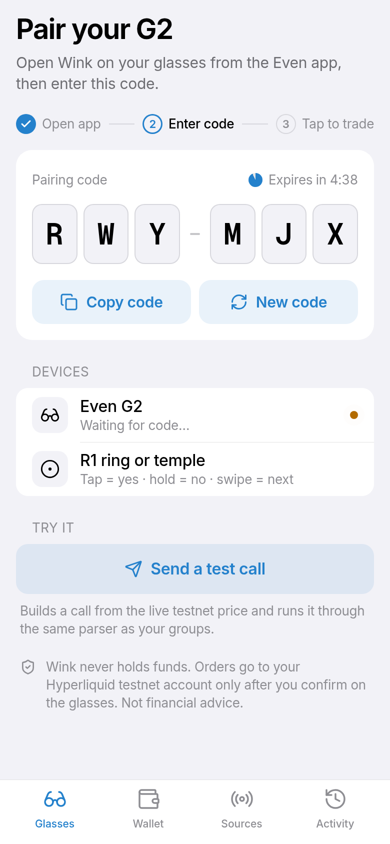 Pair your G2
Open Wink on your glasses from the Even app,
then enter this code.
Open app
2 Enter code
3 Tap to trade
Pairing code
Expires in 4:38
R W Y – M J X
Copy code
New code
DEVICES
Even G2
Waiting for code...
R1 ring or temple
Tap = yes · hold = no · swipe = next
TRY IT
Send a test call
Builds a call from the live testnet price and runs it through
the same parser as your groups.
Wink never holds funds. Orders go to your
Hyperliquid testnet account only after you confirm on
the glasses. Not financial advice.
Glasses
Wallet
Sources
Activity